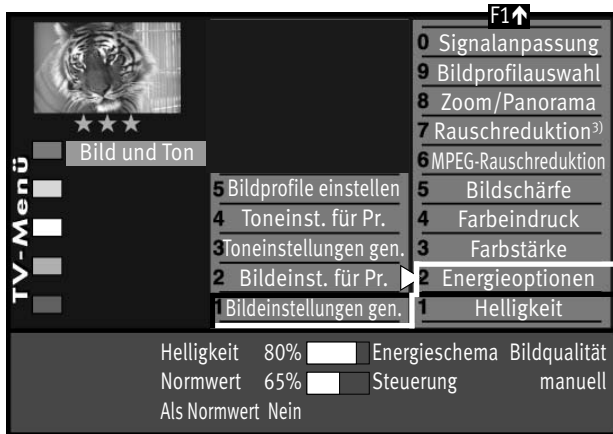 F1↑
0 Signalanpassung
9 Bildprofilauswahl
8 Zoom/Panorama
7 Rauschreduktion³⁾
6 MPEG-Rauschreduktion
5 Bildschärfe
4 Farbeindruck
3 Farbstärke
2 Energieoptionen
1 Helligkeit
5 Bildprofile einstellen
4 Toneinst. für Pr.
3 Toneinstellungen gen.
2 Bildeinst. für Pr.
1 Bildeinstellungen gen.
★★★
Bild und Ton
TV-Menü
Helligkeit 80% Energieschema Bildqualität
Normwert 65% Steuerung manuell
Als Normwert Nein